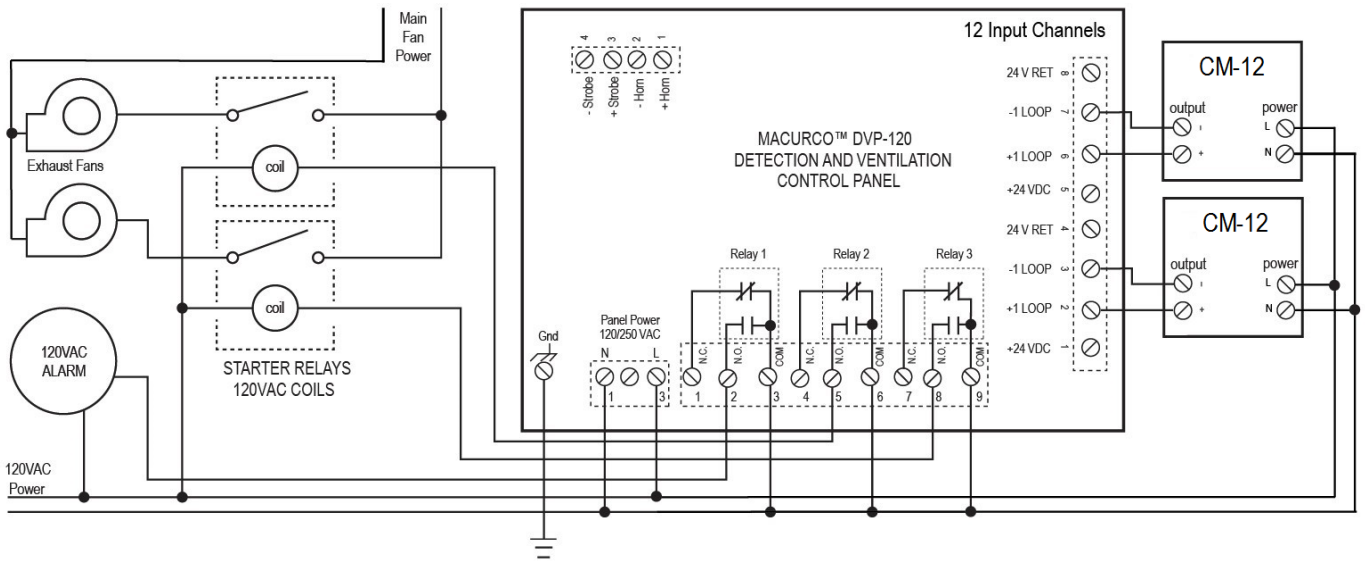 Main
Fan
Power
Exhaust Fans
coil
coil
STARTER RELAYS
120VAC COILS
120VAC
ALARM
120VAC
Power
4 3 2 1
- Strobe
+ Strobe
- Horn
+ Horn
MACURCO™ DVP-120
DETECTION AND VENTILATION
CONTROL PANEL
12 Input Channels
24 V RET 8
-1 LOOP 7
+1 LOOP 6
+24 VDC 5
24 V RET 4
-1 LOOP 3
+1 LOOP 2
+24 VDC 1
Gnd
Panel Power
120/250 VAC
N L
1 3
Relay 1
N.C. N.O. COM
1 2 3
Relay 2
N.C. N.O. COM
4 5 6
Relay 3
N.C. N.O. COM
7 8 9
CM-12
output power
- L
+ N
CM-12
output power
- L
+ N